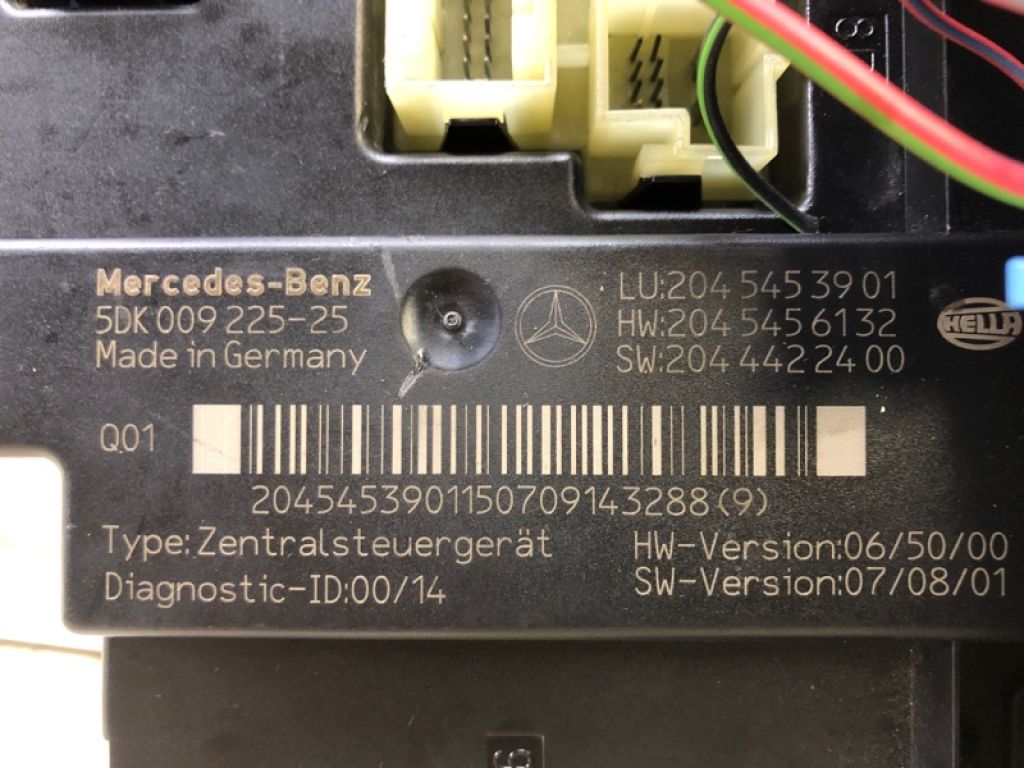 Mercedes-Benz
5DK 009 225-25
Made in Germany
LU:204 545 39 01
HW:204 545 61 32
SW:204 442 24 00
HELLA
Q01
2045453901150709143288(9)
Type:Zentralsteuergerät
Diagnostic-ID:00/14
HW-Version:06/50/00
SW-Version:07/08/01